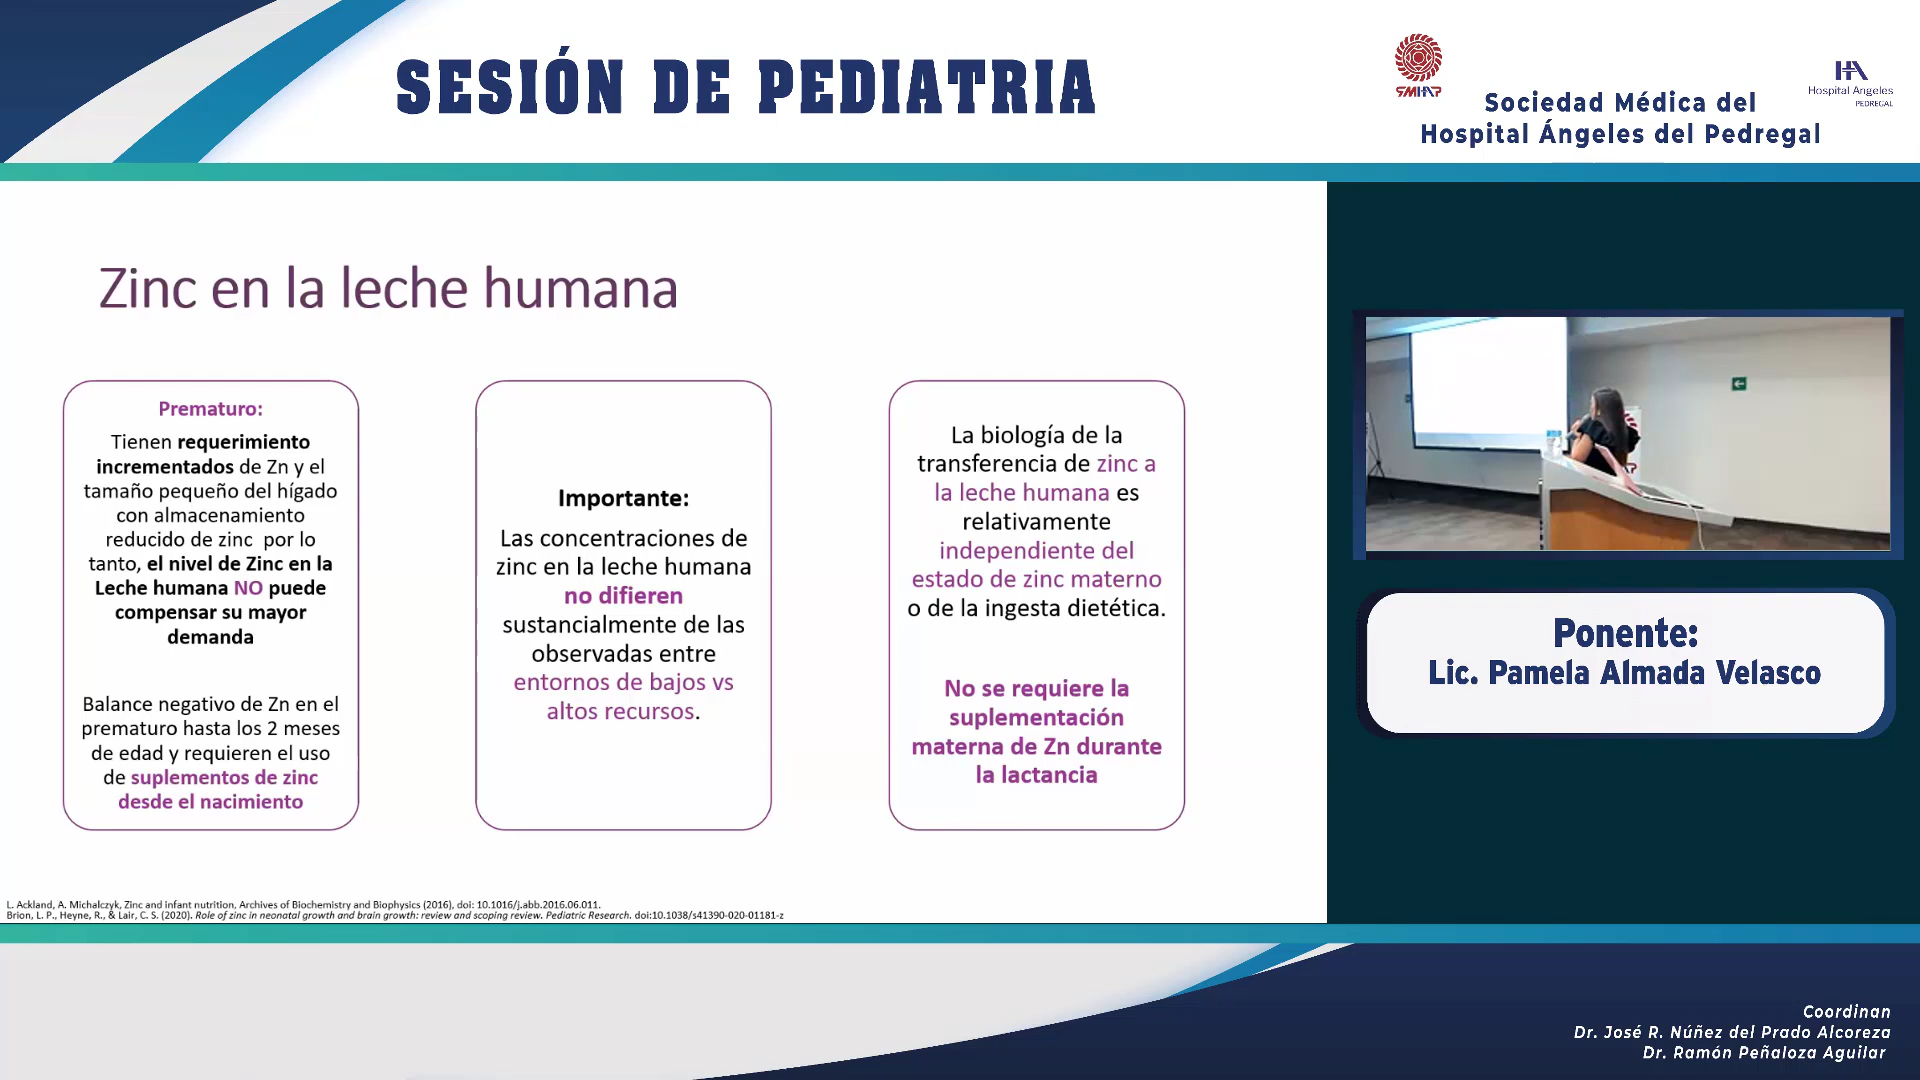 SESIÓN DE PEDIATRIA
SMHAP
Sociedad Médica del
Hospital Ángeles del Pedregal
HA
Hospital Angeles
PEDREGAL
Zinc en la leche humana
Prematuro:
Tienen requerimiento
incrementados de Zn y el
tamaño pequeño del hígado
con almacenamiento
reducido de zinc por lo
tanto, el nivel de Zinc en la
Leche humana NO puede
compensar su mayor
demanda
Balance negativo de Zn en el
prematuro hasta los 2 meses
de edad y requieren el uso
de suplementos de zinc
desde el nacimiento
Importante:
Las concentraciones de
zinc en la leche humana
no difieren
sustancialmente de las
observadas entre
entornos de bajos vs
altos recursos.
La biología de la
transferencia de zinc a
la leche humana es
relativamente
independiente del
estado de zinc materno
o de la ingesta dietética.
No se requiere la
suplementación
materna de Zn durante
la lactancia
L. Ackland, A. Michalczyk, Zinc and infant nutrition, Archives of Biochemistry and Biophysics (2016), doi: 10.1016/j.abb.2016.06.011.
Brion, L. P., Heyne, R., & Lair, C. S. (2020). Role of zinc in neonatal growth and brain growth: review and scoping review. Pediatric Research. doi:10.1038/s41390-020-01181-z
Ponente:
Lic. Pamela Almada Velasco
Coordinan
Dr. José R. Núñez del Prado Alcoreza
Dr. Ramón Peñaloza Aguilar